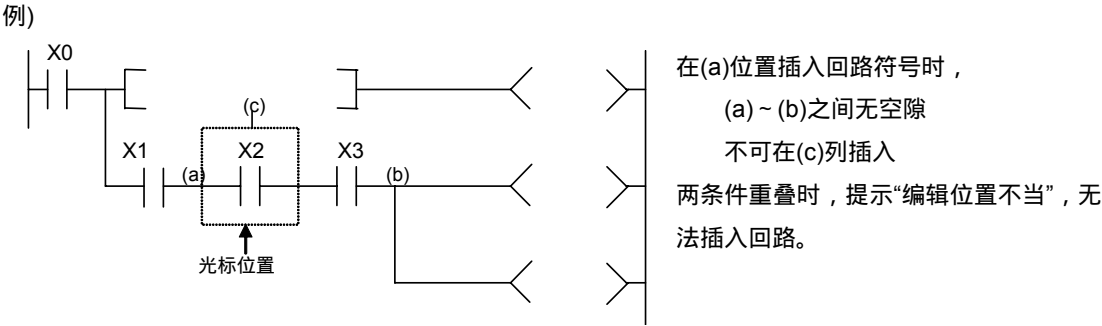 例)
X0
在(a)位置插入回路符号时，
(c)
(a) ~ (b)之间无空隙
X1
X2
X3
不可在(c)列插入
(a)
(b)
两条件重叠时，提示“编辑位置不当”，无
法插入回路。
光标位置